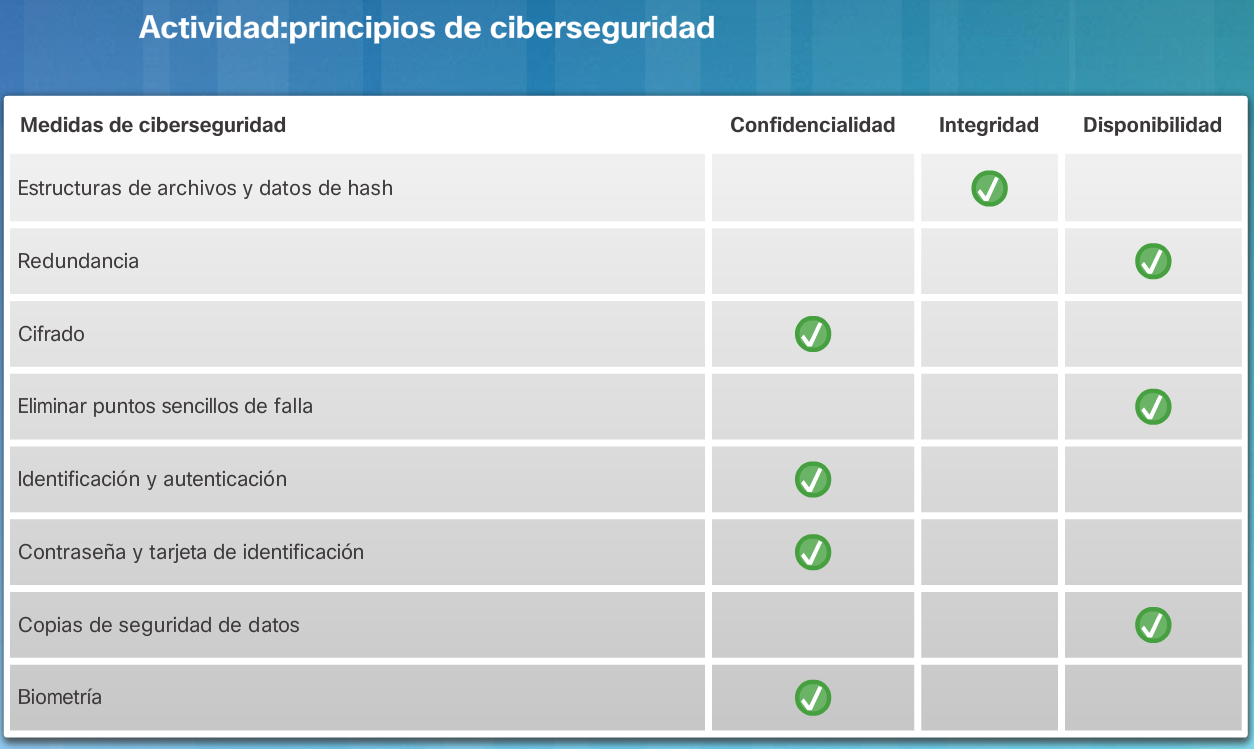 Actividad:principios de ciberseguridad
Medidas de ciberseguridad Confidencialidad Integridad Disponibilidad
Estructuras de archivos y datos de hash
Redundancia
Cifrado
Eliminar puntos sencillos de falla
Identificación y autenticación
Contraseña y tarjeta de identificación
Copias de seguridad de datos
Biometría